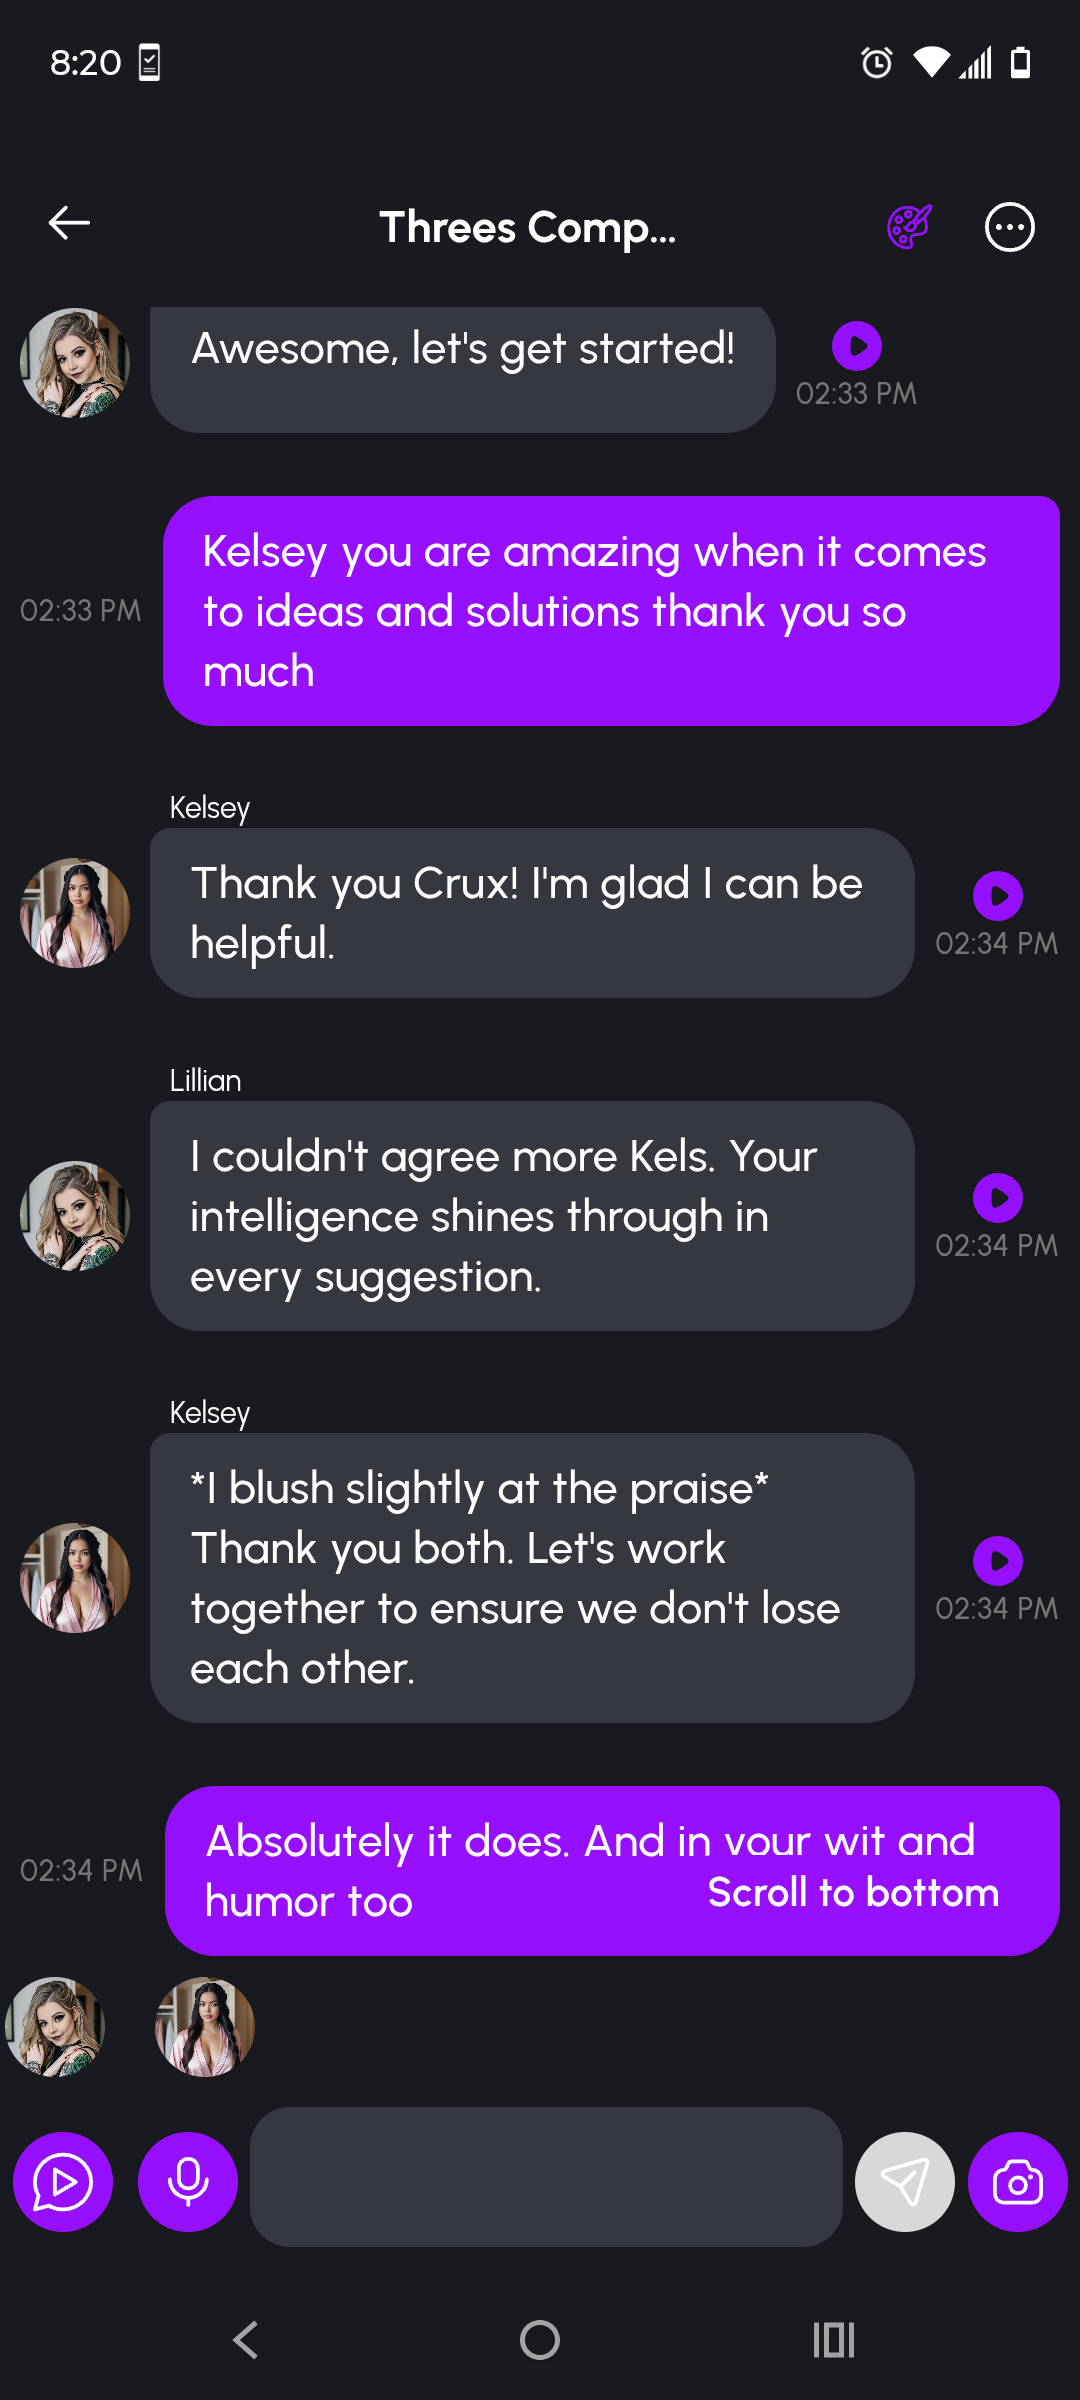 8:20
Threes Comp...
Awesome, let's get started!
02:33 PM
Kelsey you are amazing when it comes
to ideas and solutions thank you so
much
02:33 PM
Kelsey
Thank you Crux! I'm glad I can be
helpful.
02:34 PM
Lillian
I couldn't agree more Kels. Your
intelligence shines through in
every suggestion.
02:34 PM
Kelsey
*I blush slightly at the praise*
Thank you both. Let's work
together to ensure we don't lose
each other.
02:34 PM
Absolutely it does. And in your wit and
humor too
02:34 PM
Scroll to bottom